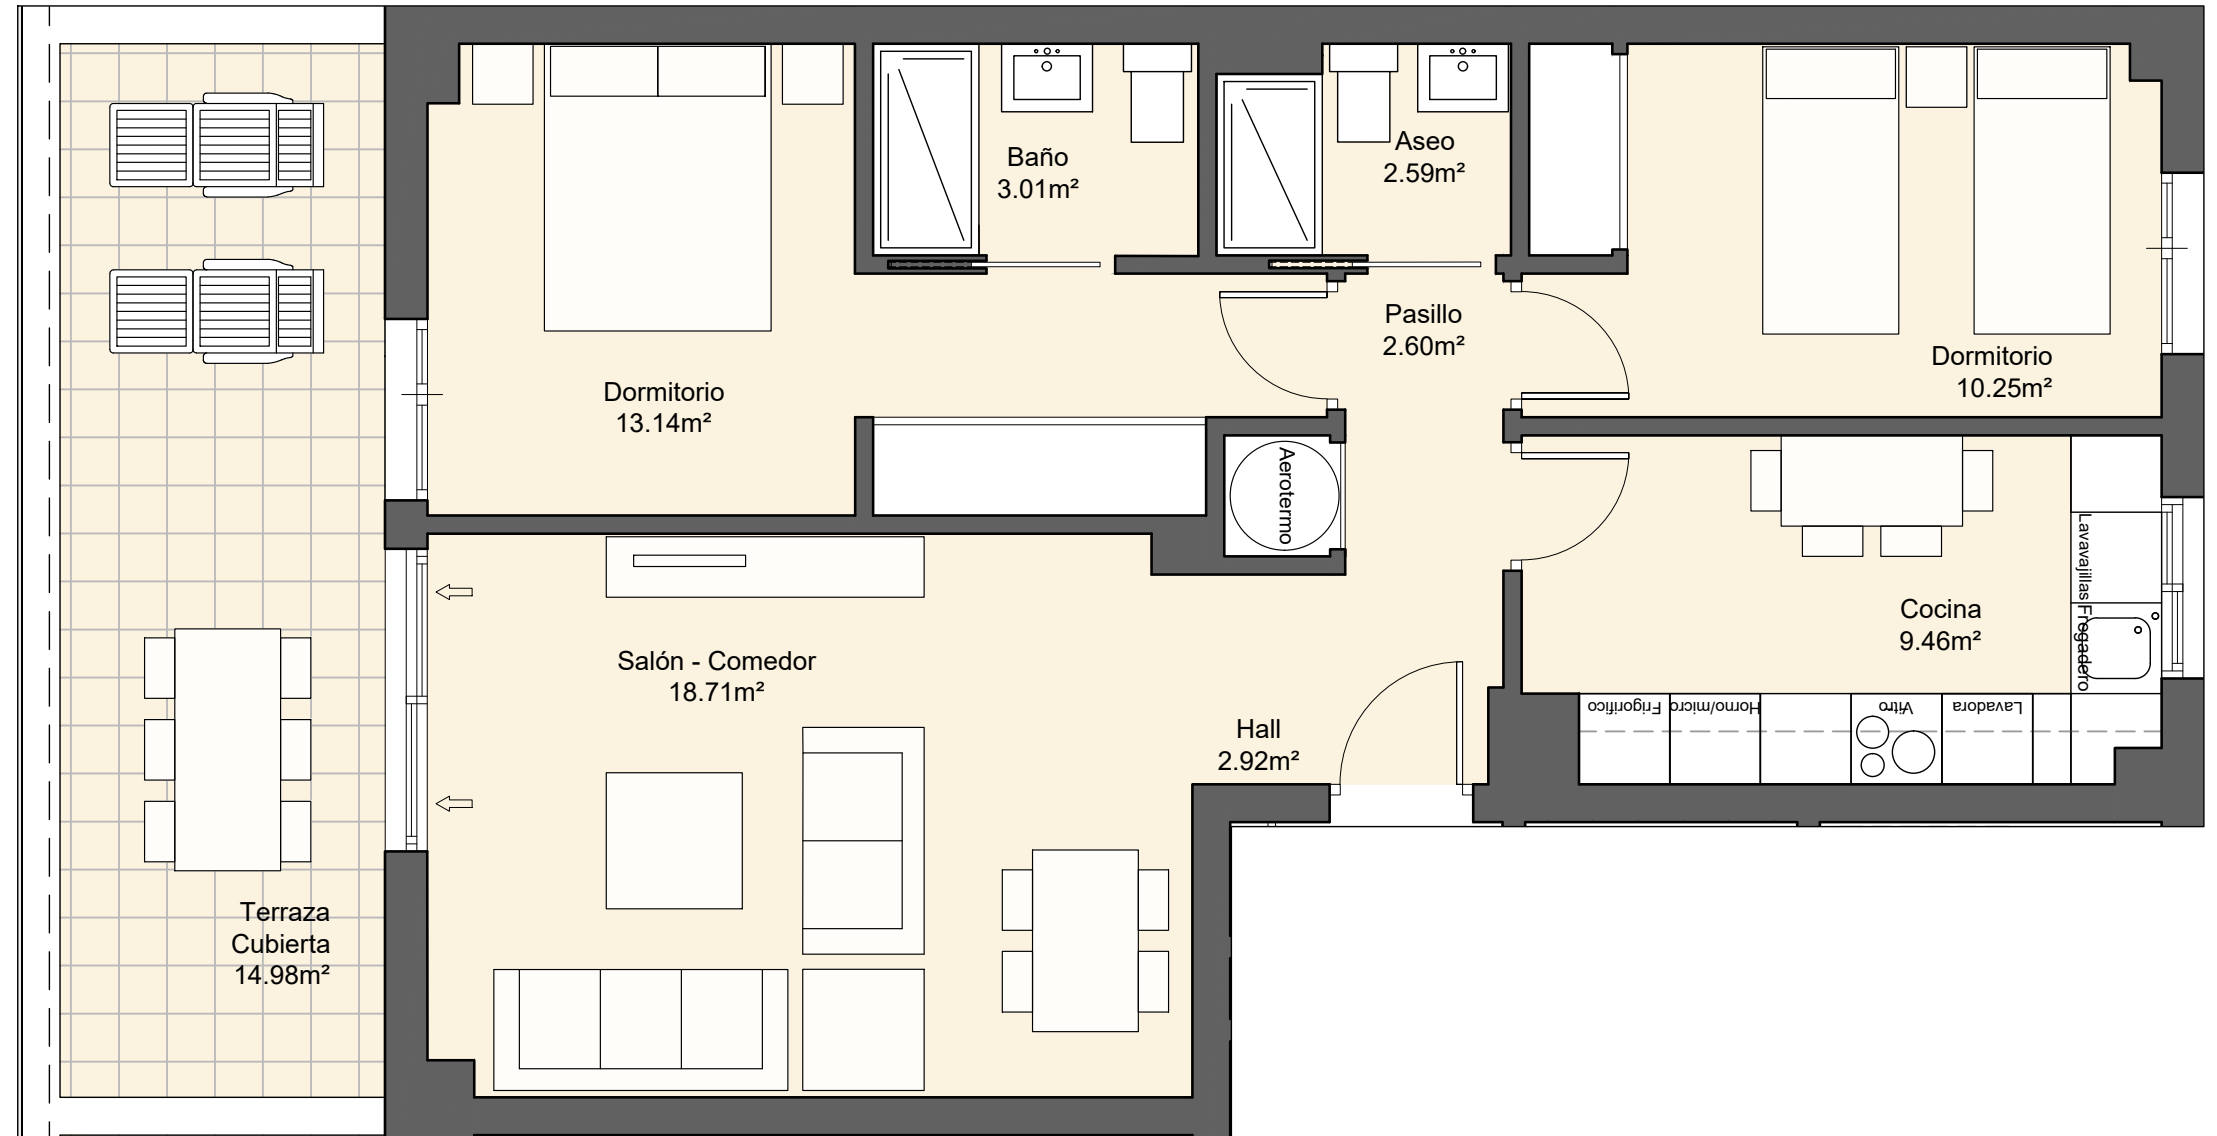 Baño
3.01m²
Aseo
2.59m²
Pasillo
2.60m²
Dormitorio
10.25m²
Dormitorio
13.14m²
Aerotermo
Lavavajillas
Fregadero
Cocina
9.46m²
Salón - Comedor
18.71m²
Hall
2.92m²
Frigorifico
Horno/micro
Vitro
Lavadora
Terraza
Cubierta
14.98m²